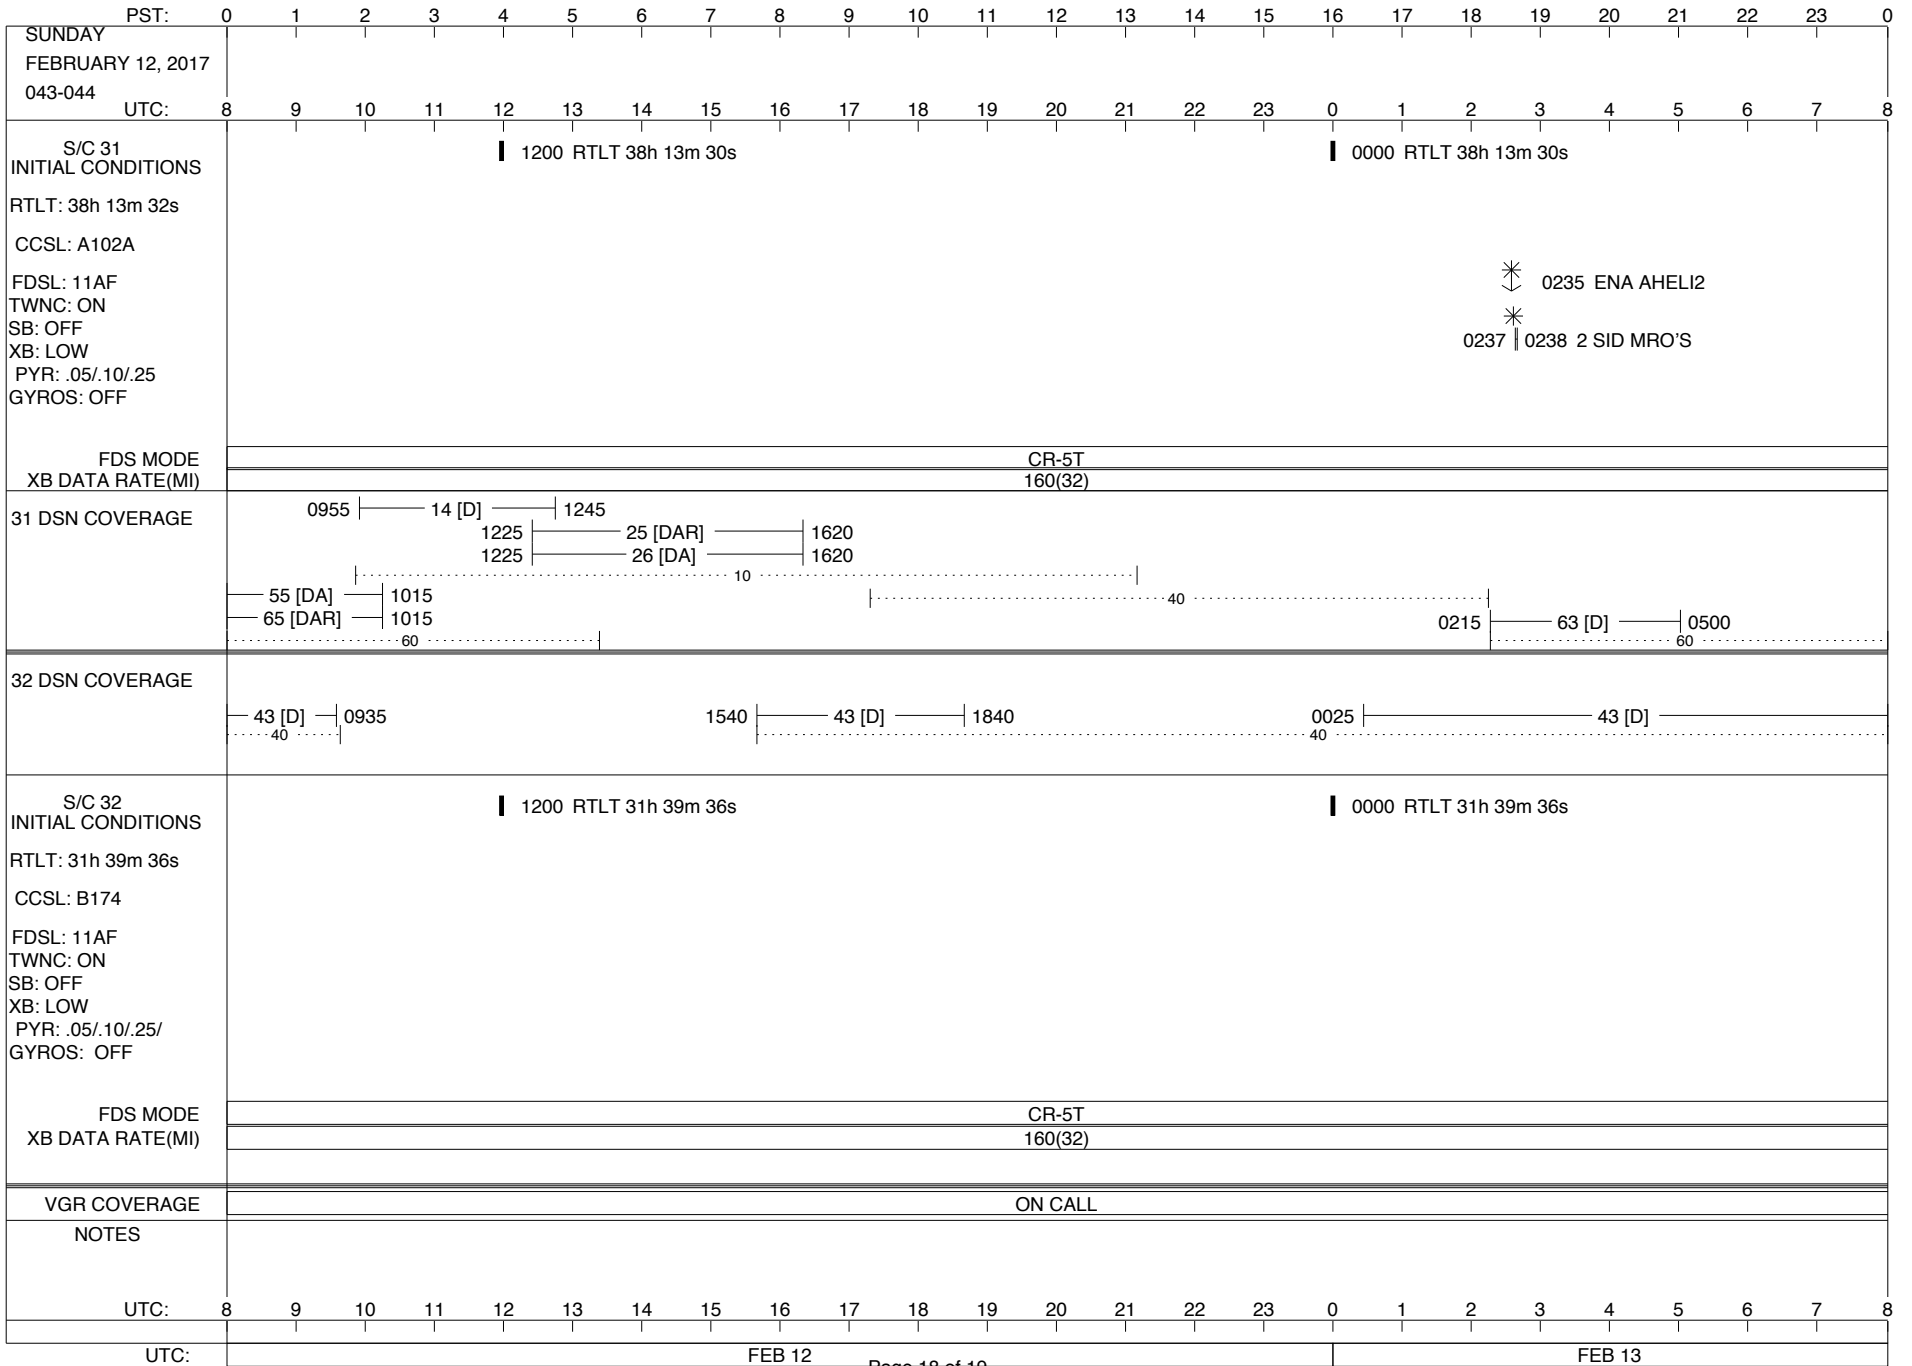 PST: 0 1 2 3 4 5 6 7 8 9 10 11 12 13 14 15 16 17 18 19 20 21 22 23 0
SUNDAY
FEBRUARY 12, 2017
043-044
UTC: 8 9 10 11 12 13 14 15 16 17 18 19 20 21 22 23 0 1 2 3 4 5 6 7 8
S/C 31
INITIAL CONDITIONS
1200 RTLT 38h 13m 30s 0000 RTLT 38h 13m 30s
RTLT: 38h 13m 32s
CCSL: A102A
FDSL: 11AF
0235 ENA AHELI2
TWNC: ON
SB: OFF
0237 0238 2 SID MRO'S
XB: LOW
PYR: .05/.10/.25
GYROS: OFF
FDS MODE CR-5T
XB DATA RATE(MI) 160(32)
31 DSN COVERAGE
0955 14 [D] 1245
1225 25 [DAR] 1620
1225 26 [DA] 1620
10
55 [DA] 1015 40
65 [DAR] 1015 0215 63 [D] 0500
60 60
32 DSN COVERAGE
43 [D] 0935 1540 43 [D] 1840 0025 43 [D]
40 40
S/C 32
INITIAL CONDITIONS
1200 RTLT 31h 39m 36s 0000 RTLT 31h 39m 36s
RTLT: 31h 39m 36s
CCSL: B174
FDSL: 11AF
TWNC: ON
SB: OFF
XB: LOW
PYR: .05/.10/.25/
GYROS: OFF
FDS MODE CR-5T
XB DATA RATE(MI) 160(32)
VGR COVERAGE ON CALL
NOTES
UTC: 8 9 10 11 12 13 14 15 16 17 18 19 20 21 22 23 0 1 2 3 4 5 6 7 8
UTC: FEB 12 FEB 13
Page 18 of 19